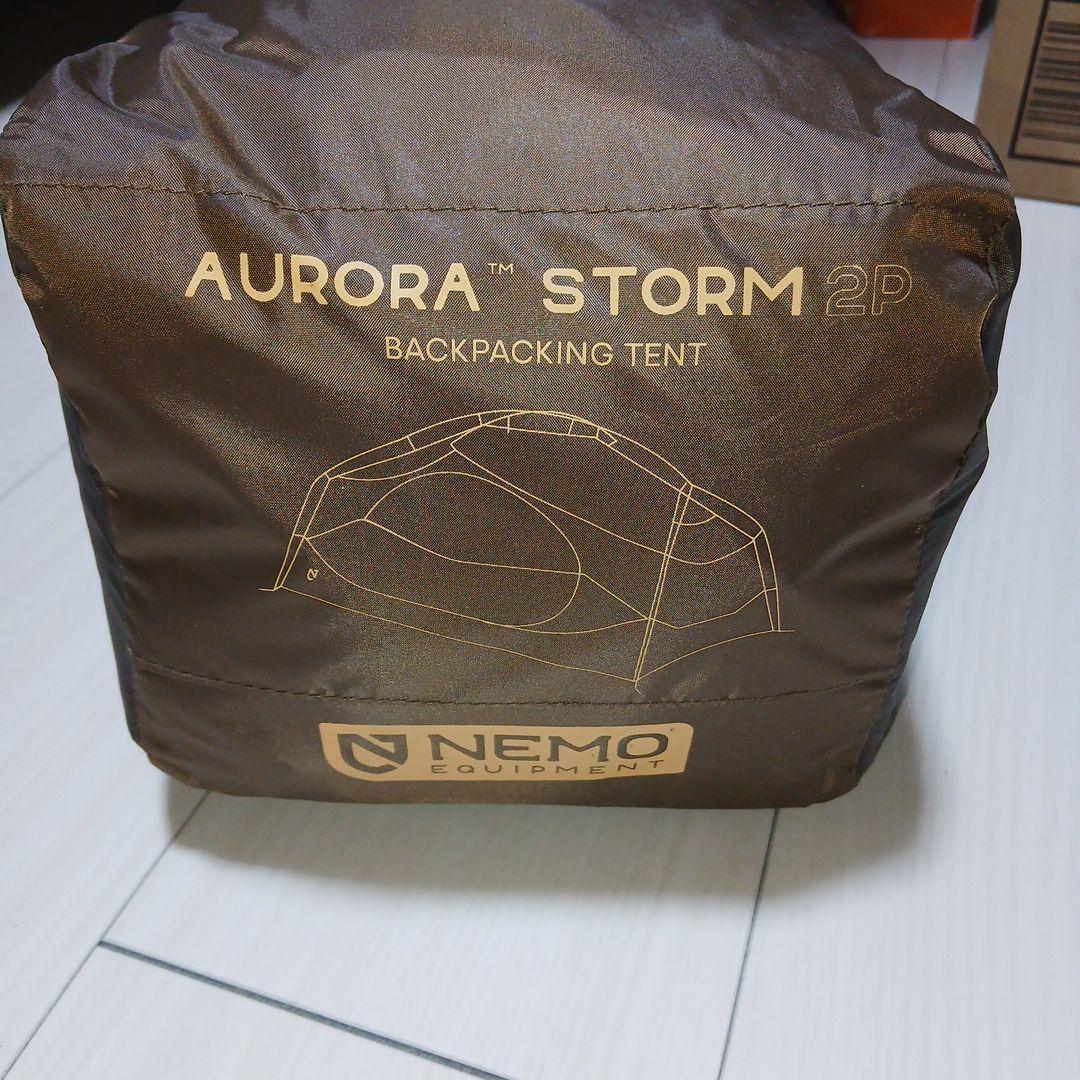 AURORA™ STORM 2P
BACKPACKING TENT
NEMO
EQUIPMENT